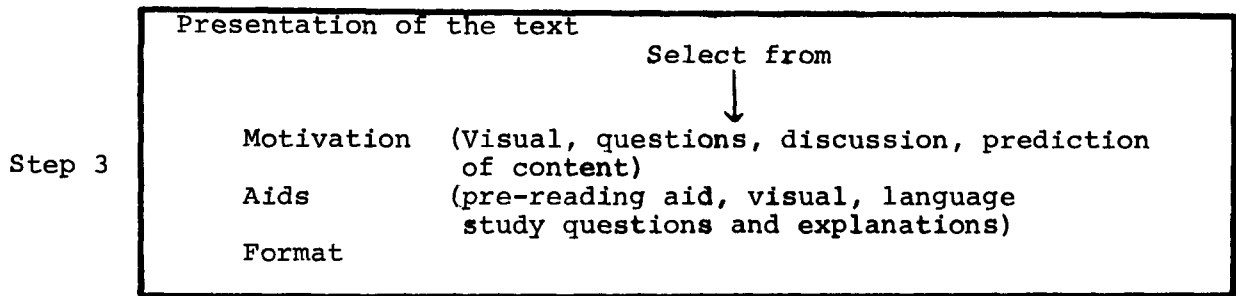 Presentation of the text
Select from
Motivation (Visual, questions, discussion, prediction
of content)
Step 3
Aids (pre-reading aid, visual, language
study questions and explanations)
Format